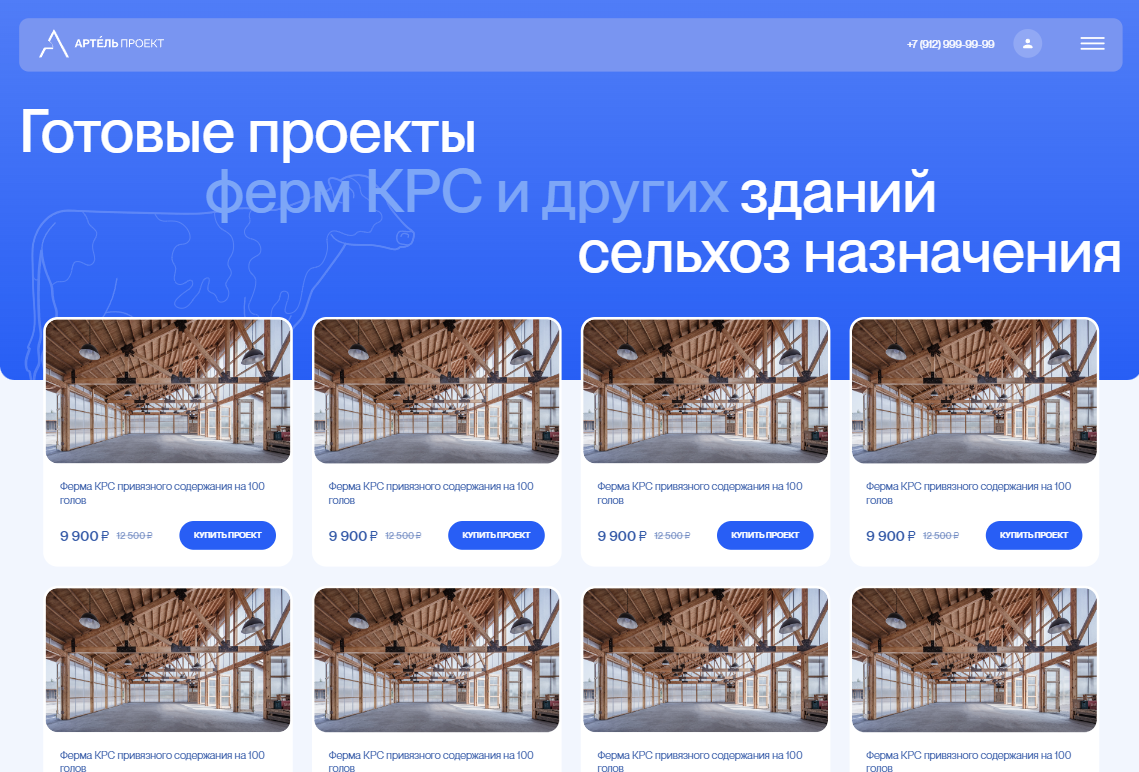 АРТЕ́ЛЬ ПРОЕКТ
+7 (912) 999-99-99
Готовые проекты
ферм КРС и других зданий
сельхоз назначения
Ферма КРС привязного содержания на 100
голов
9 900 ₽ 12 500 ₽ КУПИТЬ ПРОЕКТ
Ферма КРС привязного содержания на 100
голов
9 900 ₽ 12 500 ₽ КУПИТЬ ПРОЕКТ
Ферма КРС привязного содержания на 100
голов
9 900 ₽ 12 500 ₽ КУПИТЬ ПРОЕКТ
Ферма КРС привязного содержания на 100
голов
9 900 ₽ 12 500 ₽ КУПИТЬ ПРОЕКТ
Ферма КРС привязного содержания на 100
голов
Ферма КРС привязного содержания на 100
голов
Ферма КРС привязного содержания на 100
голов
Ферма КРС привязного содержания на 100
голов